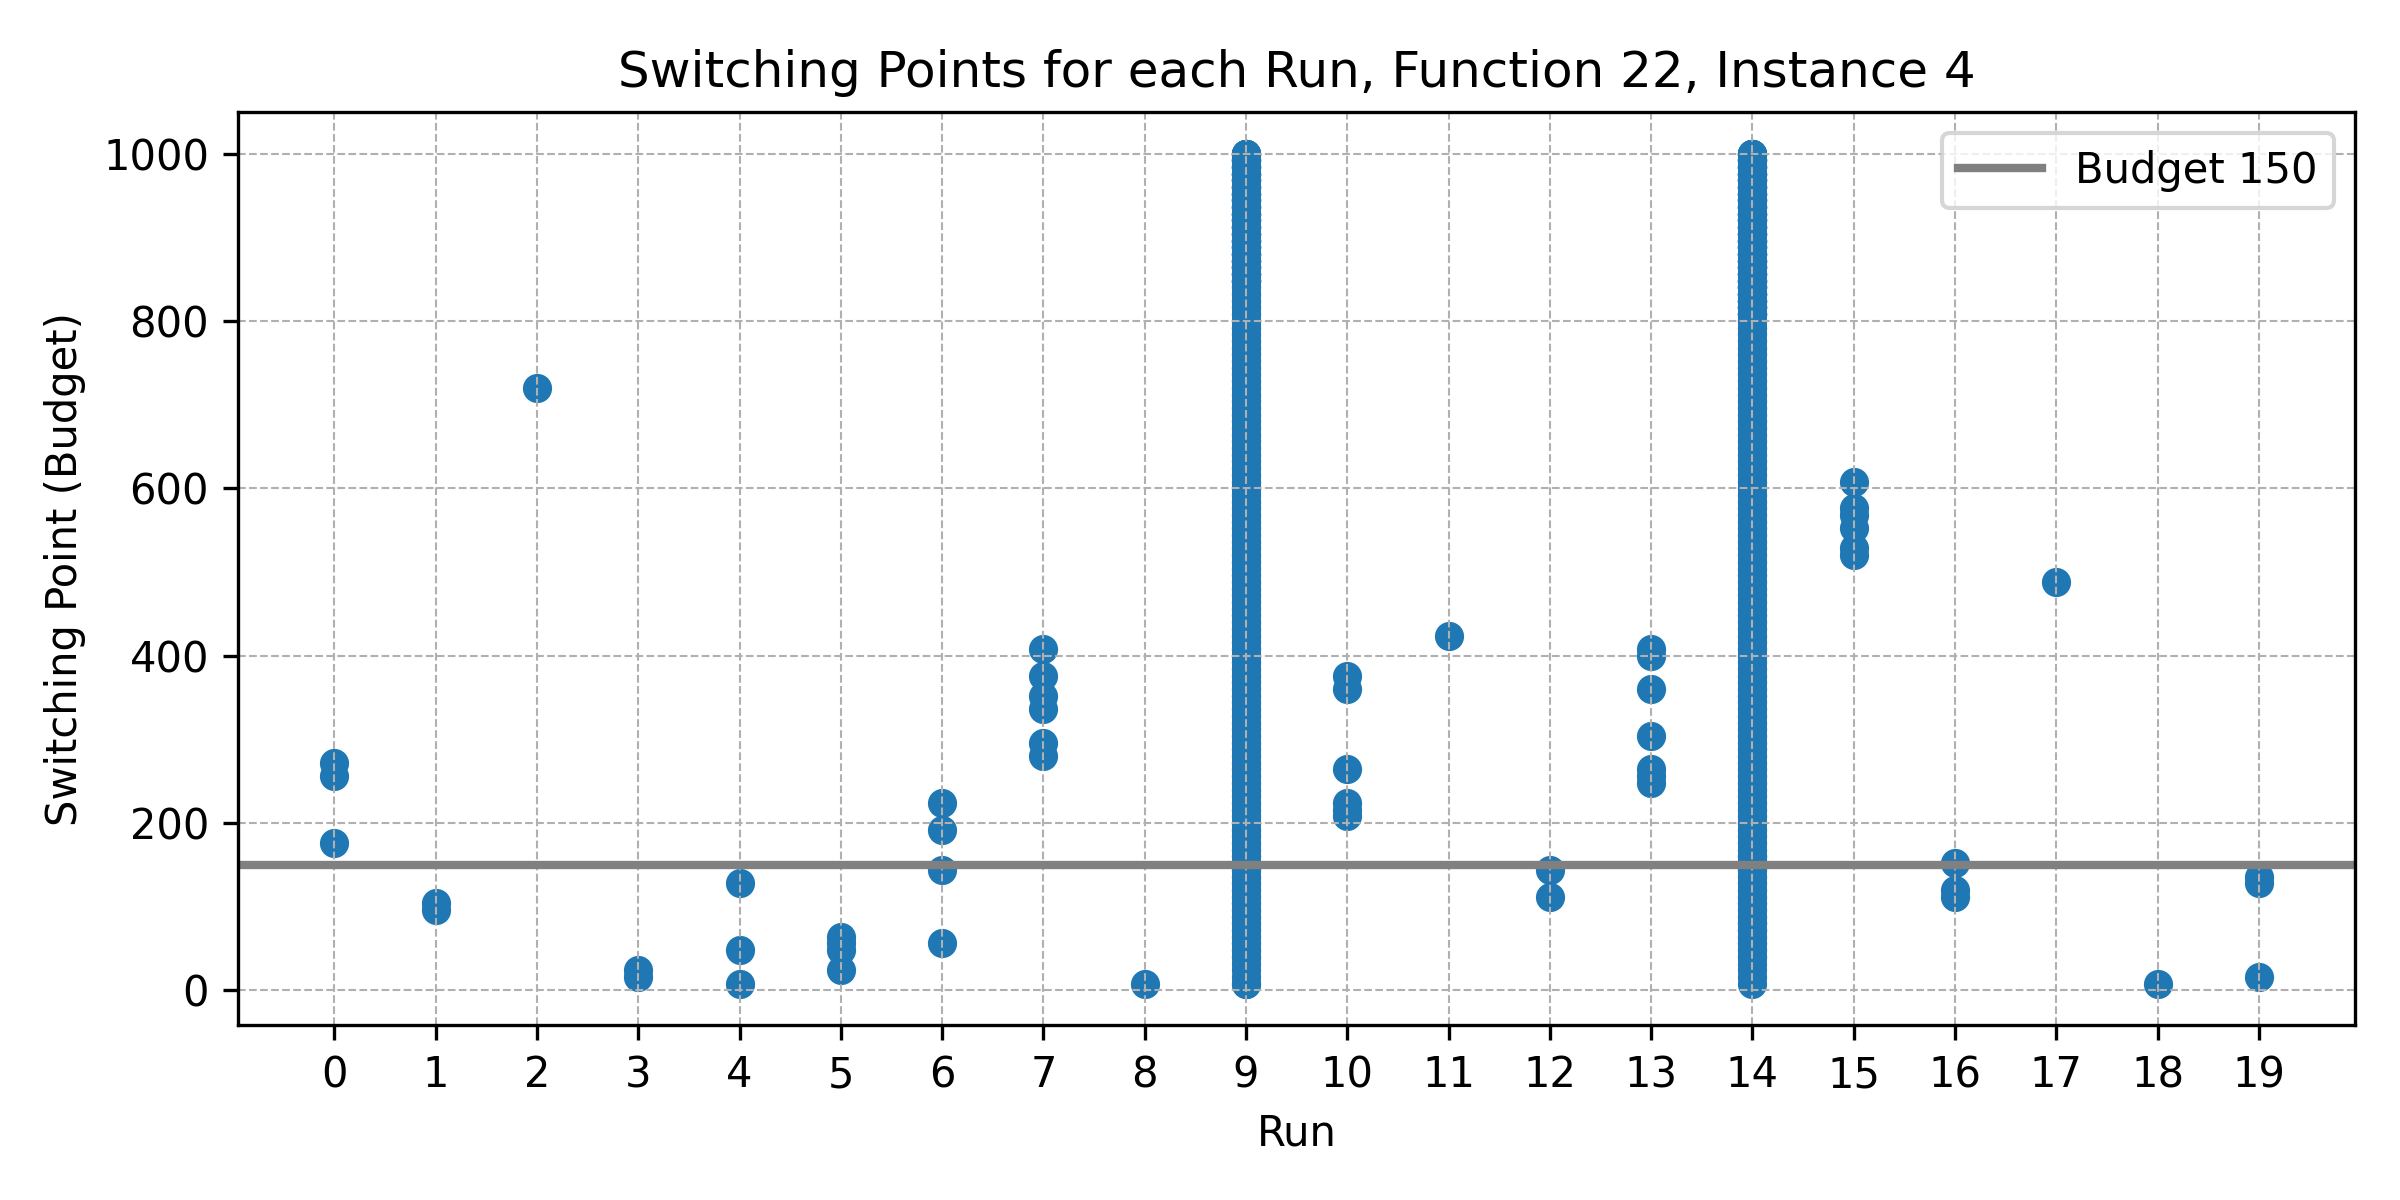 Switching Points for each Run, Function 22, Instance 4
Budget 150
Switching Point (Budget)
1000
800
600
400
200
0
0 1 2 3 4 5 6 7 8 9 10 11 12 13 14 15 16 17 18 19
Run